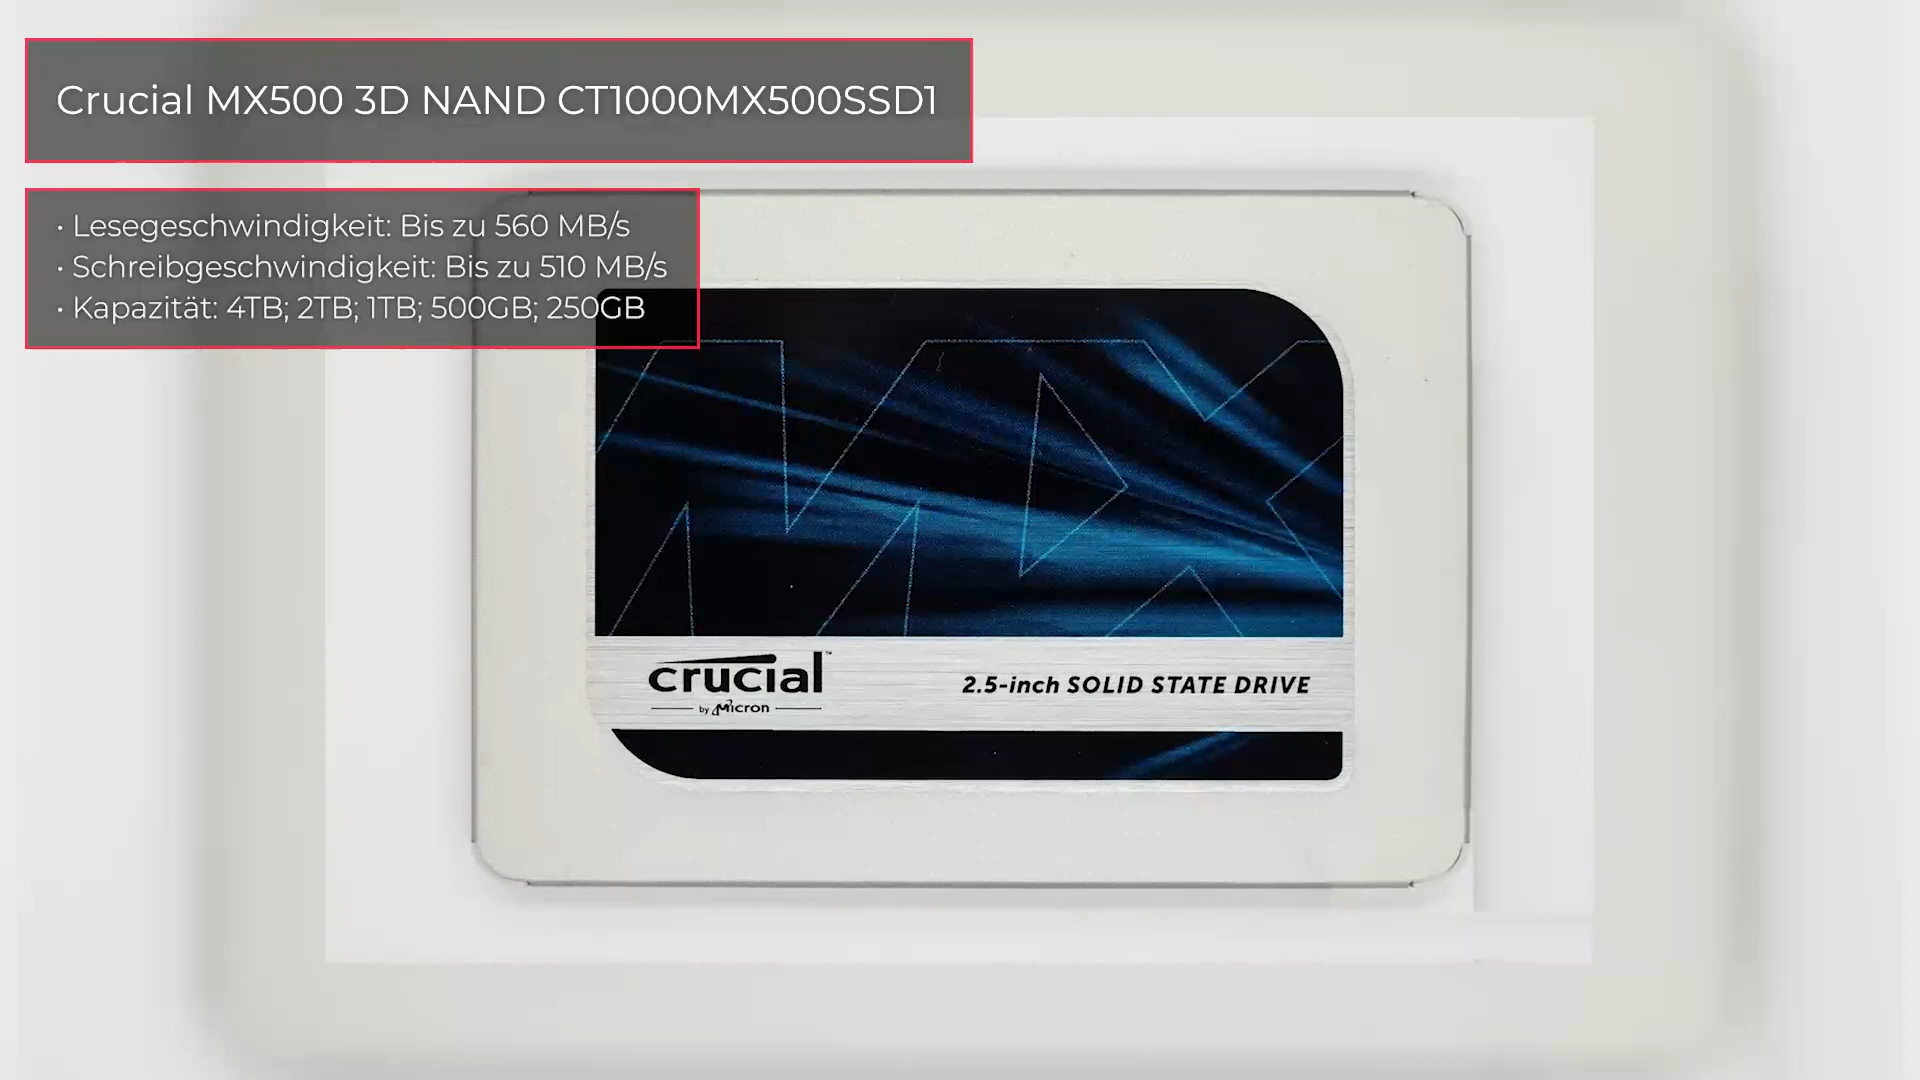 Crucial MX500 3D NAND CT1000MX500SSD1
• Lesegeschwindigkeit: Bis zu 560 MB/s
• Schreibgeschwindigkeit: Bis zu 510 MB/s
• Kapazität: 4TB; 2TB; 1TB; 500GB; 250GB
crucial™
by Micron
2.5-inch SOLID STATE DRIVE